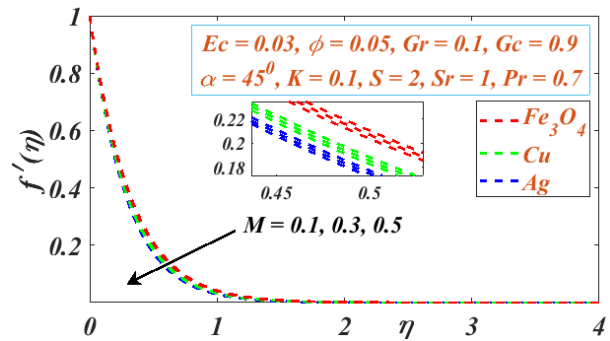 1
Ec = 0.03, ϕ = 0.05, Gr = 0.1, Gc = 0.9
α = 45⁰, K = 0.1, S = 2, Sr = 1, Pr = 0.7
0.8
0.22
0.2
0.18
0.45
0.5
Fe₃O₄
Cu
Ag
0.6
f ′(η)
0.4
M = 0.1, 0.3, 0.5
0.2
0
1
2
η
3
4